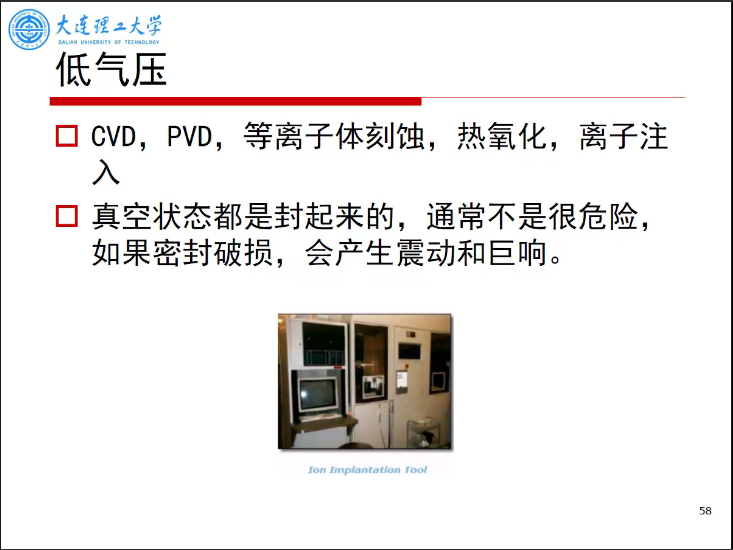 大连理工大学
DALIAN UNIVERSITY OF TECHNOLOGY
低气压
CVD，PVD，等离子体刻蚀，热氧化，离子注
入
真空状态都是封起来的，通常不是很危险，
如果密封破损，会产生震动和巨响。
Ion Implantation Tool
58